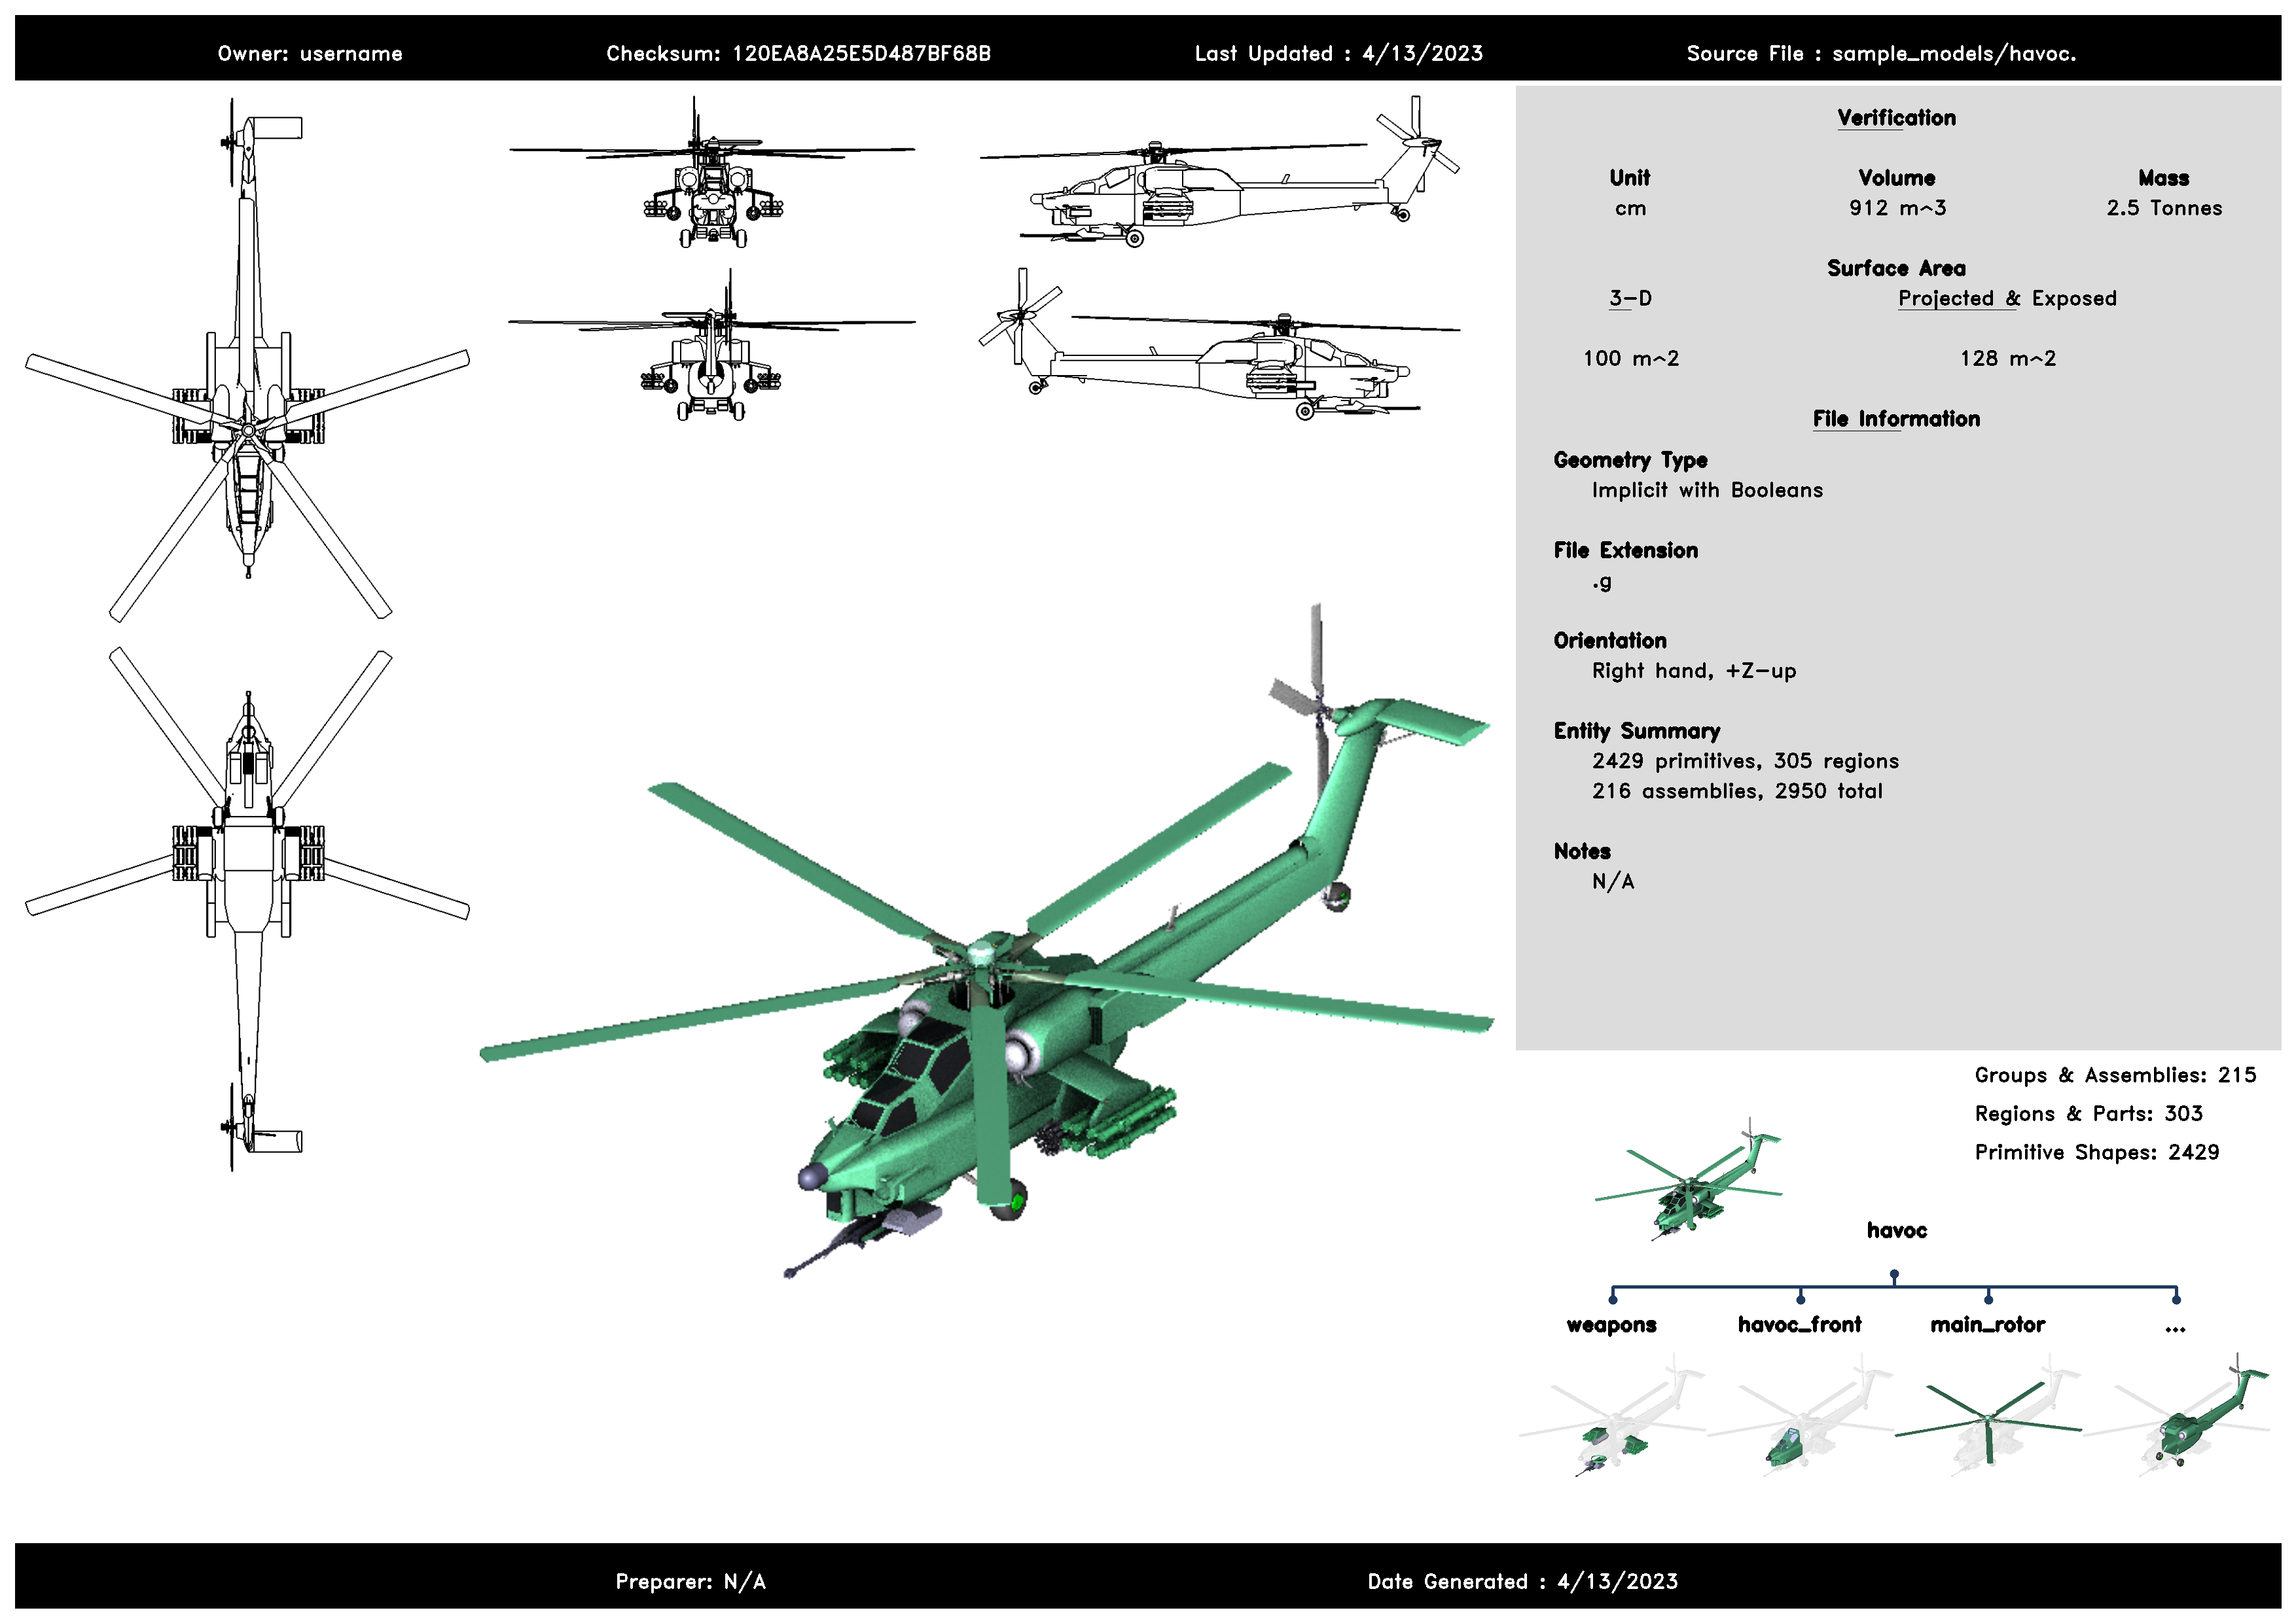 Owner: username Checksum: 120EA8A25E5D487BF68B Last Updated : 4/13/2023 Source File : sample_models/havoc.
Verification
Unit Volume Mass
cm 912 m^3 2.5 Tonnes
Surface Area
3-D Projected & Exposed
100 m^2 128 m^2
File Information
Geometry Type
Implicit with Booleans
File Extension
.g
Orientation
Right hand, +Z-up
Entity Summary
2429 primitives, 305 regions
216 assemblies, 2950 total
Notes
N/A
Groups & Assemblies: 215
Regions & Parts: 303
Primitive Shapes: 2429
havoc
weapons havoc_front main_rotor ...
Preparer: N/A Date Generated : 4/13/2023